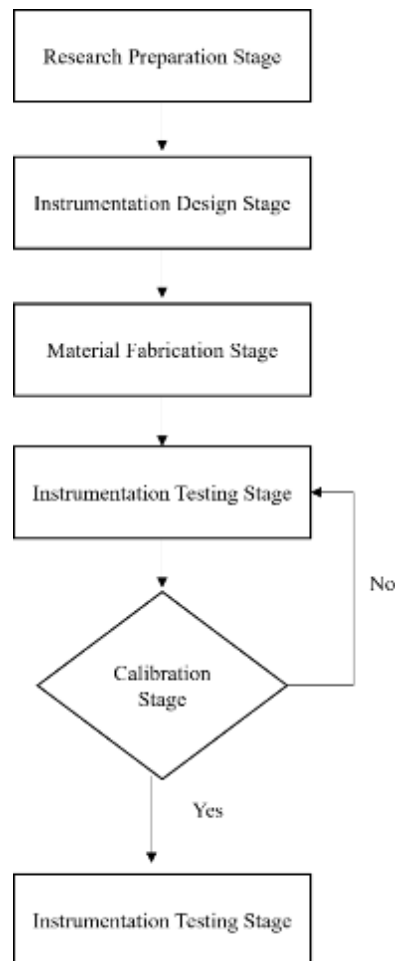 Research Preparation Stage
Instrumentation Design Stage
Material Fabrication Stage
Instrumentation Testing Stage
No
Calibration
Stage
Yes
Instrumentation Testing Stage